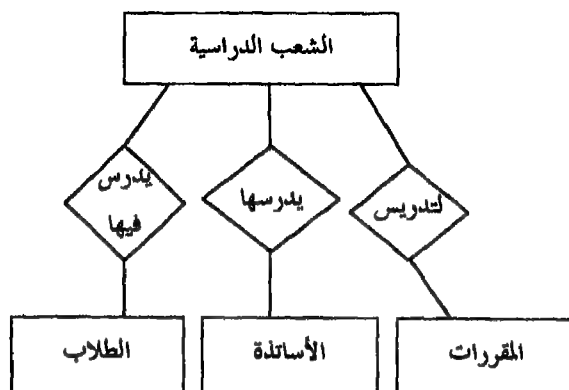 الشعب الدراسية
يدرس
فيها
يدرسها
لتدريس
الطلاب
الأساتذة
المقررات